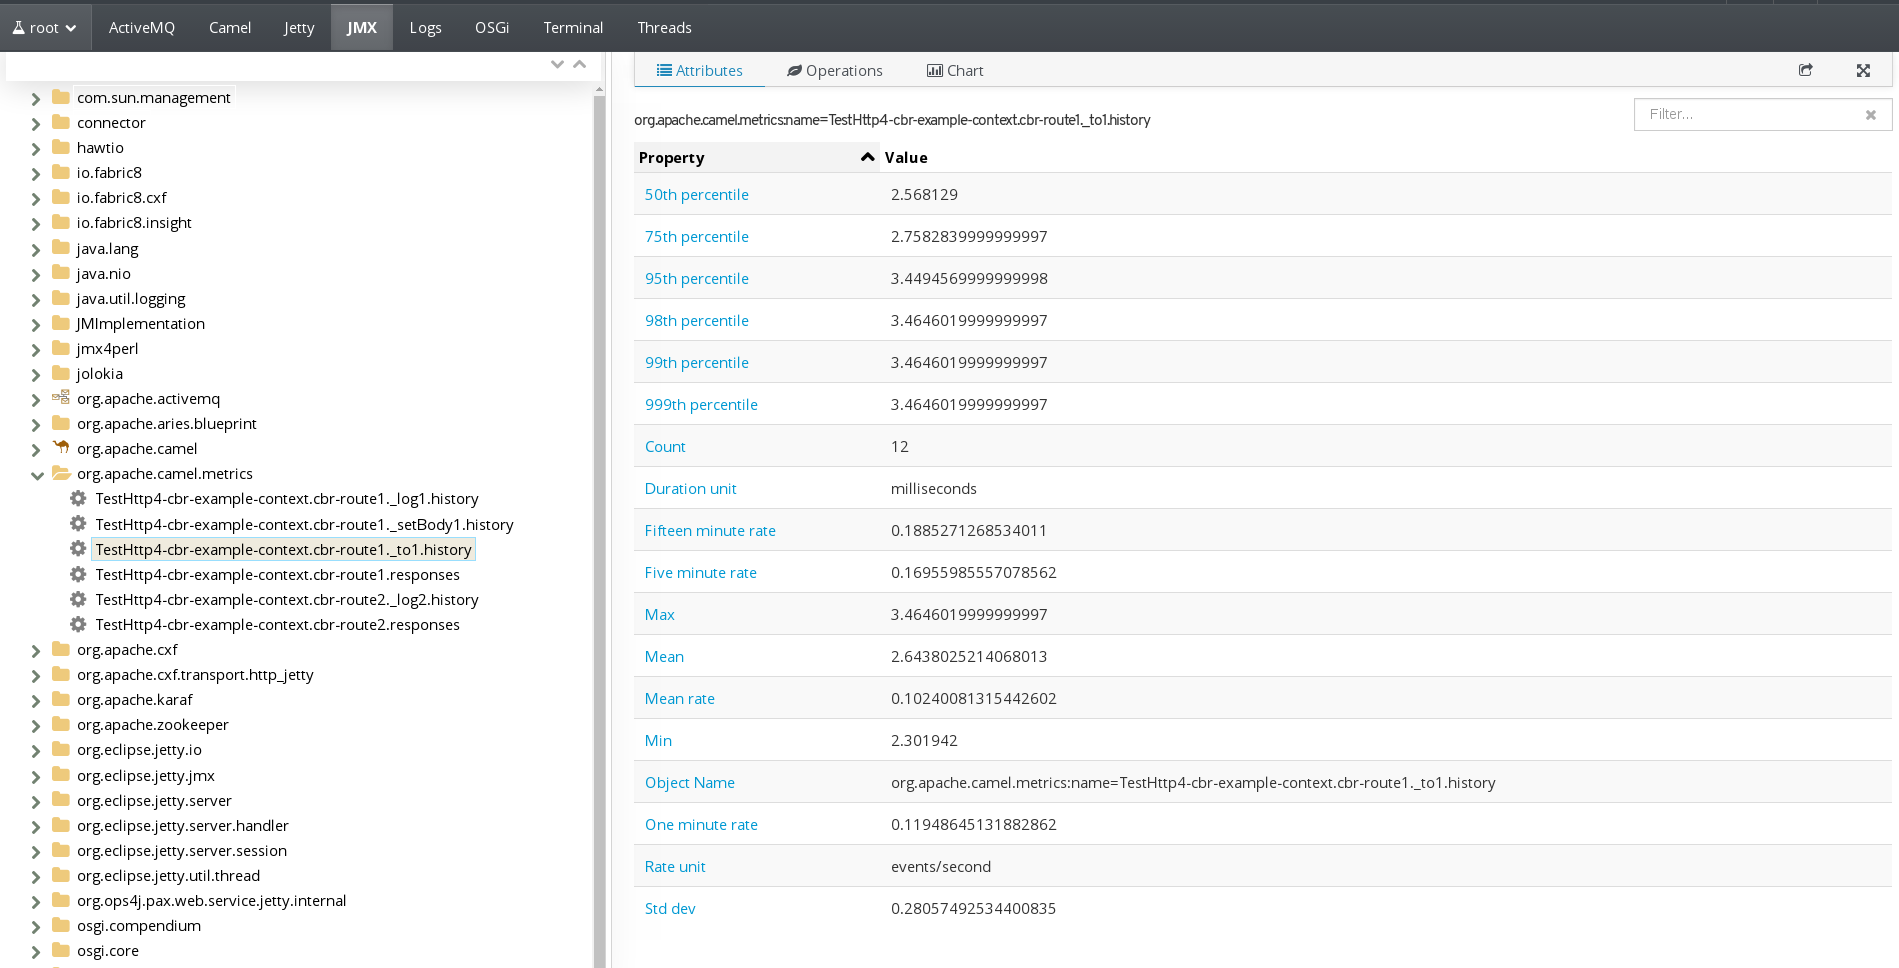 root ActiveMQ Camel Jetty JMX Logs OSGi Terminal Threads
com.sun.management
connector
hawtio
io.fabric8
io.fabric8.cxf
io.fabric8.insight
java.lang
java.nio
java.util.logging
JMImplementation
jmx4perl
jolokia
org.apache.activemq
org.apache.aries.blueprint
org.apache.camel
org.apache.camel.metrics
TestHttp4-cbr-example-context.cbr-route1._log1.history
TestHttp4-cbr-example-context.cbr-route1._setBody1.history
TestHttp4-cbr-example-context.cbr-route1._to1.history
TestHttp4-cbr-example-context.cbr-route1.responses
TestHttp4-cbr-example-context.cbr-route2._log2.history
TestHttp4-cbr-example-context.cbr-route2.responses
org.apache.cxf
org.apache.cxf.transport.http_jetty
org.apache.karaf
org.apache.zookeeper
org.eclipse.jetty.io
org.eclipse.jetty.jmx
org.eclipse.jetty.server
org.eclipse.jetty.server.handler
org.eclipse.jetty.server.session
org.eclipse.jetty.util.thread
org.ops4j.pax.web.service.jetty.internal
osgi.compendium
osgi.core
Attributes Operations Chart
org.apache.camel.metrics:name=TestHttp4-cbr-example-context.cbr-route1._to1.history
Filter...
Property Value
50th percentile 2.568129
75th percentile 2.7582839999999997
95th percentile 3.4494569999999998
98th percentile 3.4646019999999997
99th percentile 3.4646019999999997
999th percentile 3.4646019999999997
Count 12
Duration unit milliseconds
Fifteen minute rate 0.1885271268534011
Five minute rate 0.16955985557078562
Max 3.4646019999999997
Mean 2.6438025214068013
Mean rate 0.10240081315442602
Min 2.301942
Object Name org.apache.camel.metrics:name=TestHttp4-cbr-example-context.cbr-route1._to1.history
One minute rate 0.11948645131882862
Rate unit events/second
Std dev 0.28057492534400835